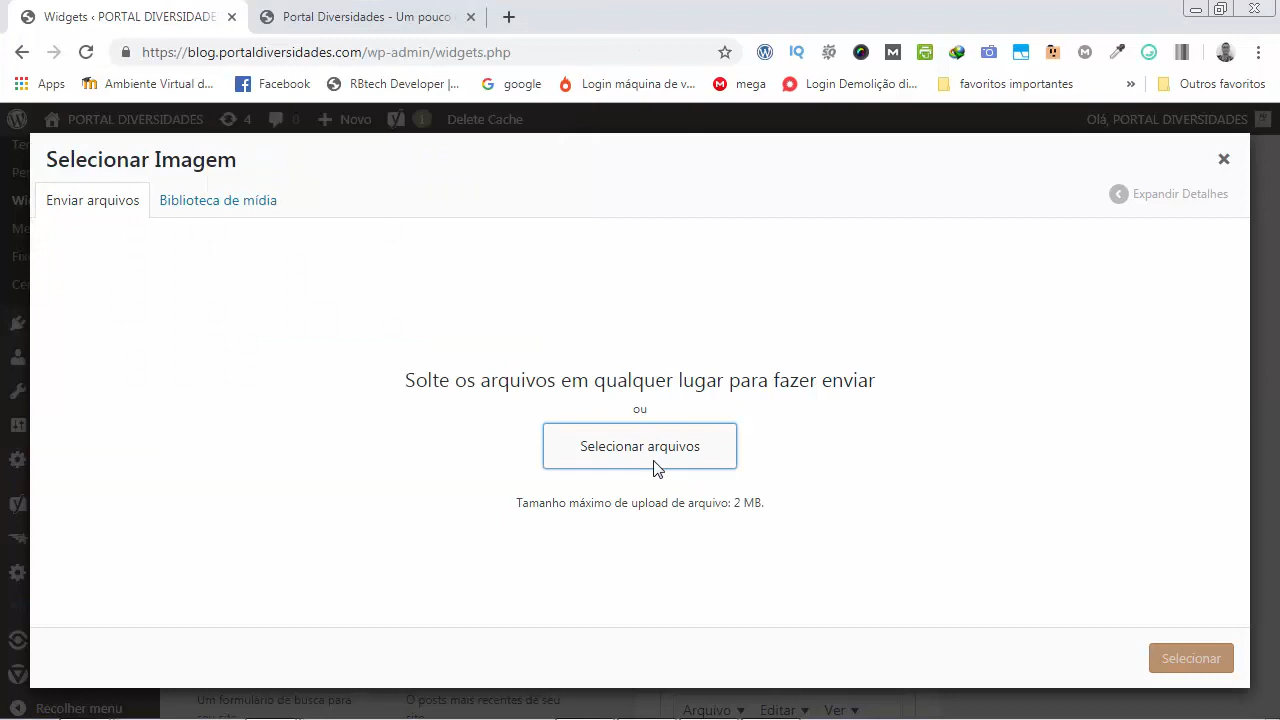 Widgets ‹ PORTAL DIVERSIDADE
Portal Diversidades - Um pouco
https://blog.portaldiversidades.com/wp-admin/widgets.php
Apps
Ambiente Virtual d...
Facebook
RBtech Developer |...
google
Login máquina de v...
mega
Login Demolição di...
favoritos importantes
»
Outros favoritos
PORTAL DIVERSIDADES
4
0
Novo
1
Delete Cache
Olá, PORTAL DIVERSIDADES
Selecionar Imagem
Enviar arquivos
Biblioteca de mídia
Expandir Detalhes
Solte os arquivos em qualquer lugar para fazer enviar
ou
Selecionar arquivos
Tamanho máximo de upload de arquivo: 2 MB.
Selecionar
Recolher menu
Um formulário de busca para
O posts mais recentes de seu
Arquivo
Editar
Ver